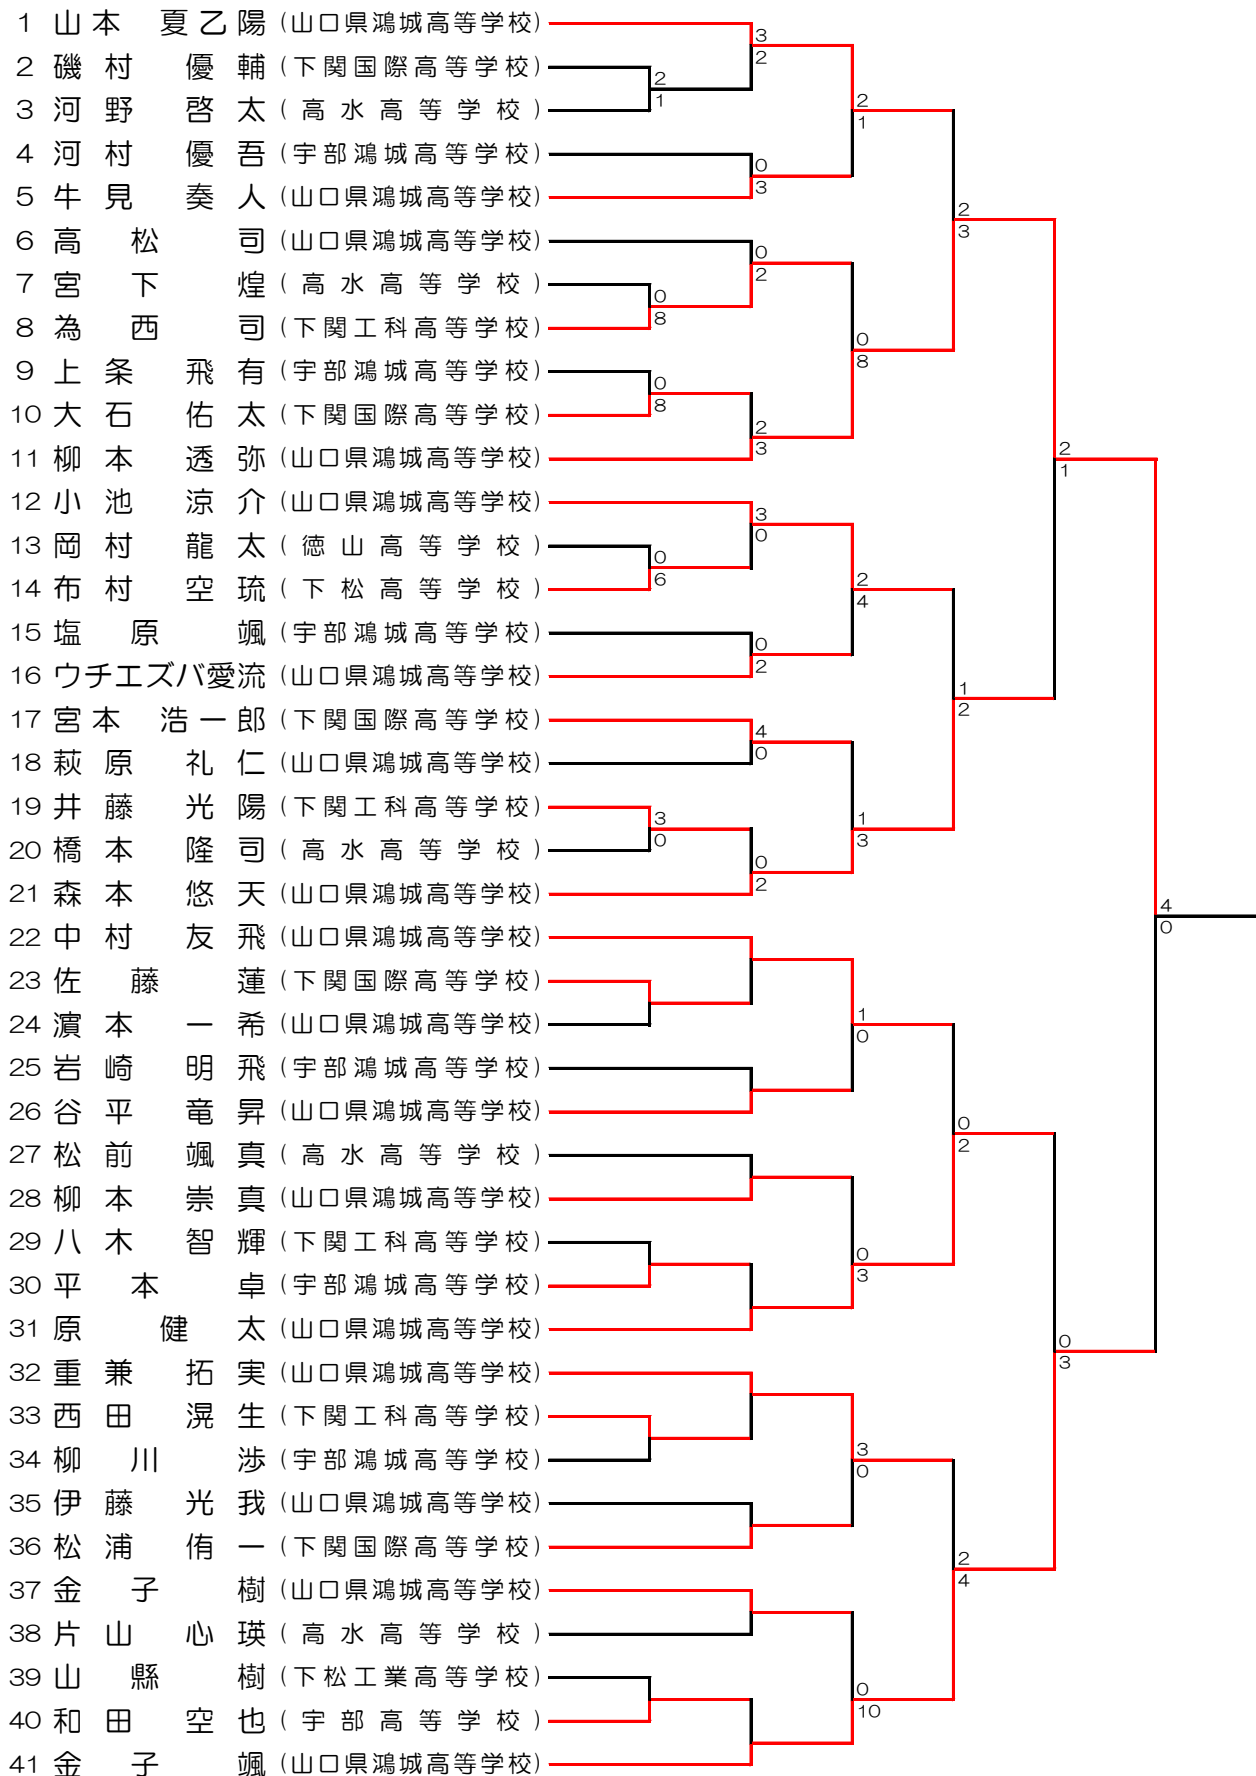 1 山本 夏乙陽 (山口県鴻城高等学校)
3
2 磯村 優輔 (下関国際高等学校)
2
2
3 河野 啓太 (高水高等学校)
1
2
1
4 河村 優吾 (宇部鴻城高等学校)
0
5 牛見 奏人 (山口県鴻城高等学校)
3
2
3
6 高松 司 (山口県鴻城高等学校)
0
7 宮下 煌 (高水高等学校)
2
0
8 為西 司 (下関工科高等学校)
8
0
8
9 上条 飛有 (宇部鴻城高等学校)
0
10 大石 佑太 (下関国際高等学校)
8
2
11 柳本 透弥 (山口県鴻城高等学校)
3
2
1
12 小池 涼介 (山口県鴻城高等学校)
3
13 岡村 龍太 (徳山高等学校)
0
0
14 布村 空琉 (下松高等学校)
6
2
4
15 塩原 颯 (宇部鴻城高等学校)
0
16 ウチエズバ愛流 (山口県鴻城高等学校)
2
1
2
17 宮本 浩一郎 (下関国際高等学校)
4
18 萩原 礼仁 (山口県鴻城高等学校)
0
19 井藤 光陽 (下関工科高等学校)
3
1
20 橋本 隆司 (高水高等学校)
0
3
0
21 森本 悠天 (山口県鴻城高等学校)
2
4
0
22 中村 友飛 (山口県鴻城高等学校)
23 佐藤 蓮 (下関国際高等学校)
24 濵本 一希 (山口県鴻城高等学校)
1
0
25 岩崎 明飛 (宇部鴻城高等学校)
26 谷平 竜昇 (山口県鴻城高等学校)
0
2
27 松前 颯真 (高水高等学校)
28 柳本 崇真 (山口県鴻城高等学校)
29 八木 智輝 (下関工科高等学校)
0
30 平本 卓 (宇部鴻城高等学校)
3
31 原 健太 (山口県鴻城高等学校)
0
3
32 重兼 拓実 (山口県鴻城高等学校)
33 西田 滉生 (下関工科高等学校)
34 柳川 渉 (宇部鴻城高等学校)
3
0
35 伊藤 光我 (山口県鴻城高等学校)
36 松浦 侑一 (下関国際高等学校)
2
4
37 金子 樹 (山口県鴻城高等学校)
38 片山 心瑛 (高水高等学校)
39 山縣 樹 (下松工業高等学校)
0
10
40 和田 空也 (宇部高等学校)
41 金子 颯 (山口県鴻城高等学校)